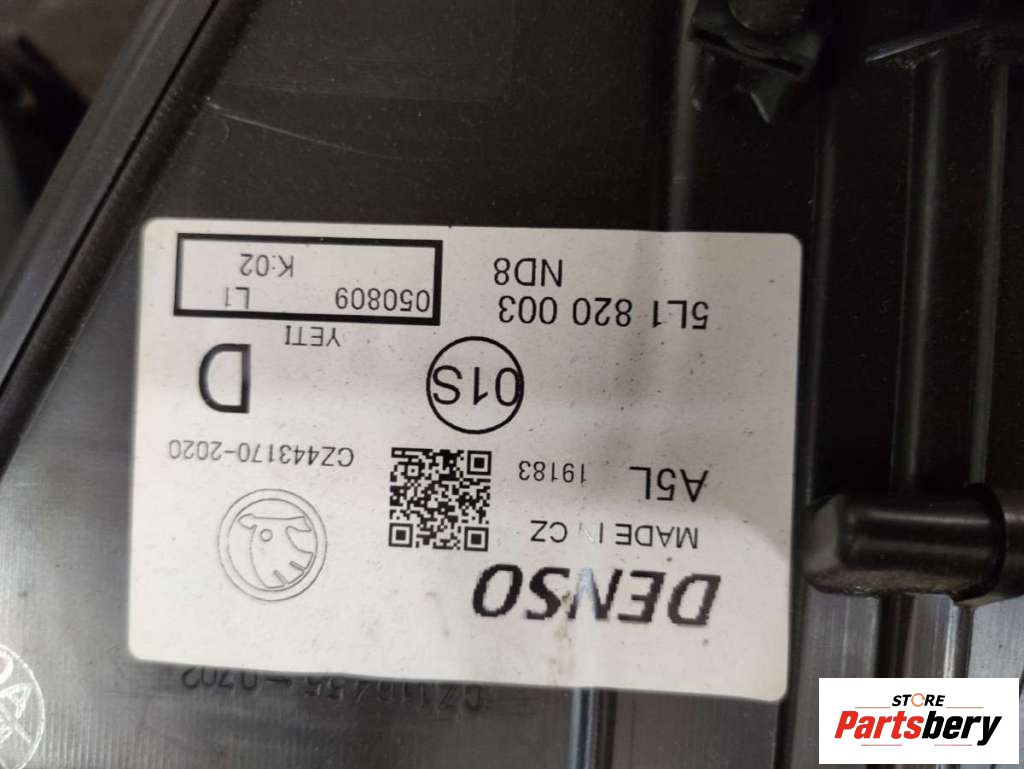 DENSO
MADE IN CZ
A5L 19183
CZ443170-2020
01S
D
YETI
5L1 820 003
ND8
050809 L1
K:02
STORE
Partsbery